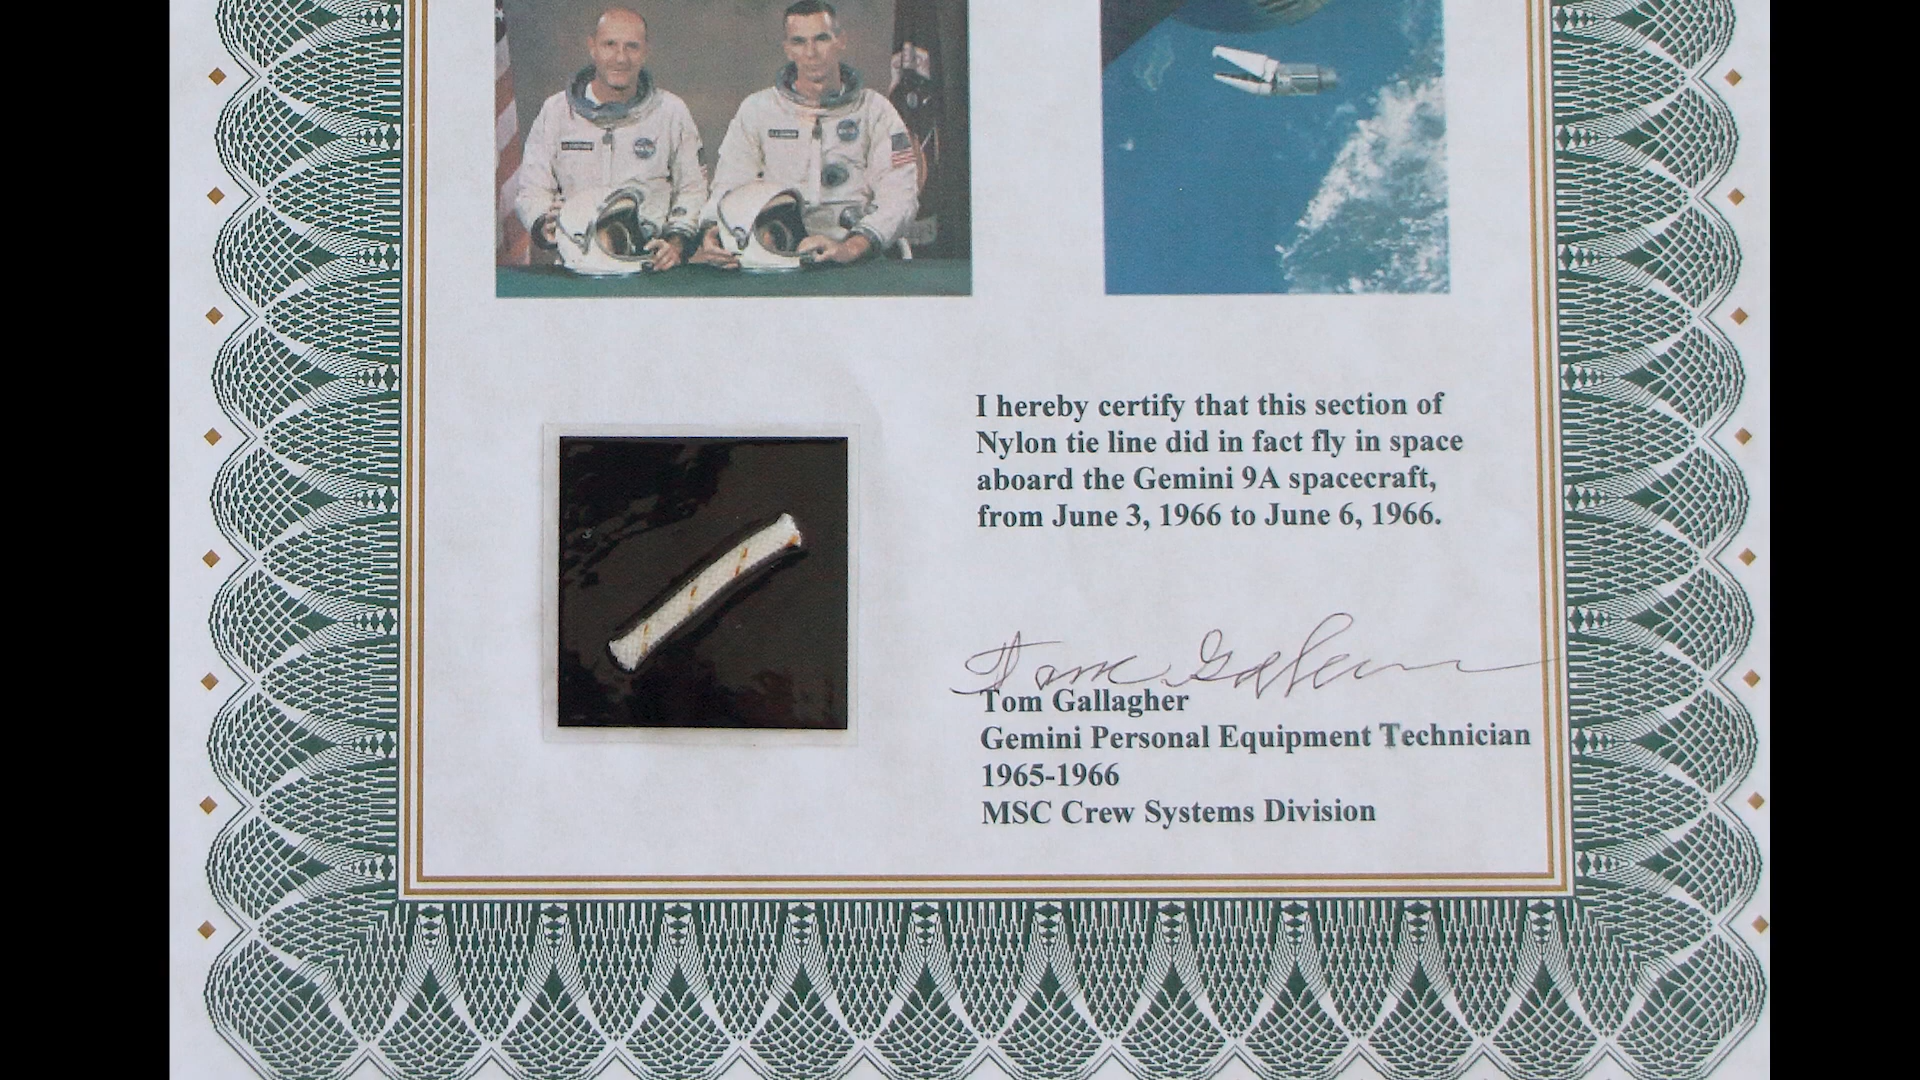 I hereby certify that this section of
Nylon tie line did in fact fly in space
aboard the Gemini 9A spacecraft,
from June 3, 1966 to June 6, 1966.
Tom Gallagher
Tom Gallagher
Gemini Personal Equipment Technician
1965-1966
MSC Crew Systems Division